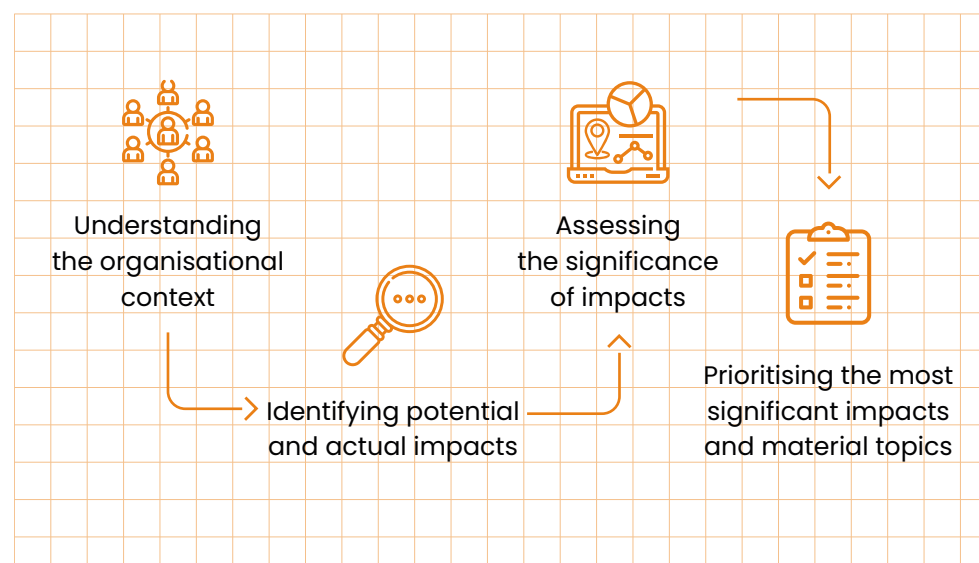 Understanding
the organisational
context
Identifying potential
and actual impacts
Assessing
the significance
of impacts
Prioritising the most
significant impacts
and material topics